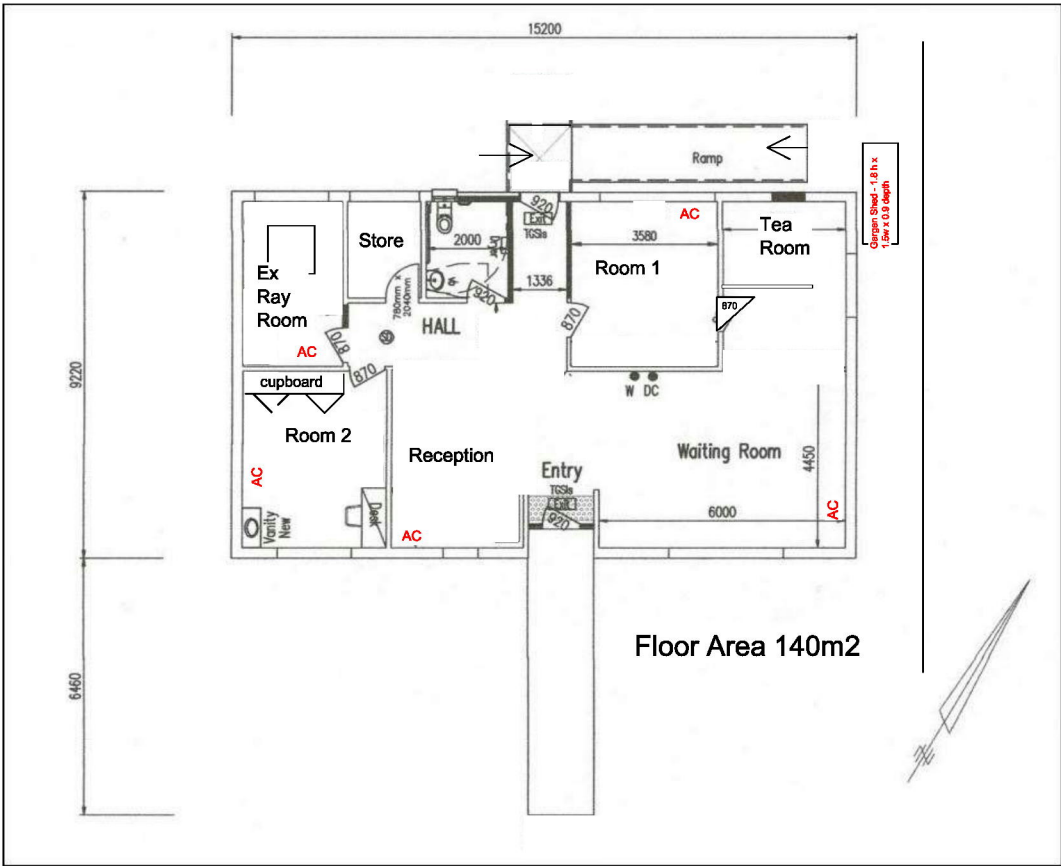 15200
Ramp
Gargen Shed - 1.8 h x
1.5w x 0.9 depth
920
Exit
TGSIs
AC
Store
2000
3580
Tea
Room
Ex
Ray
Room
Room 1
1336
920
780mm x
2040mm
870
HALL
870
SD
870
AC
870
cupboard
W DC
9220
Room 2
Reception
Waiting Room
4450
Entry
TGSIs
Exit
920
6000
AC
AC
AC
Desk
Vanity
New
Floor Area 140m2
6460